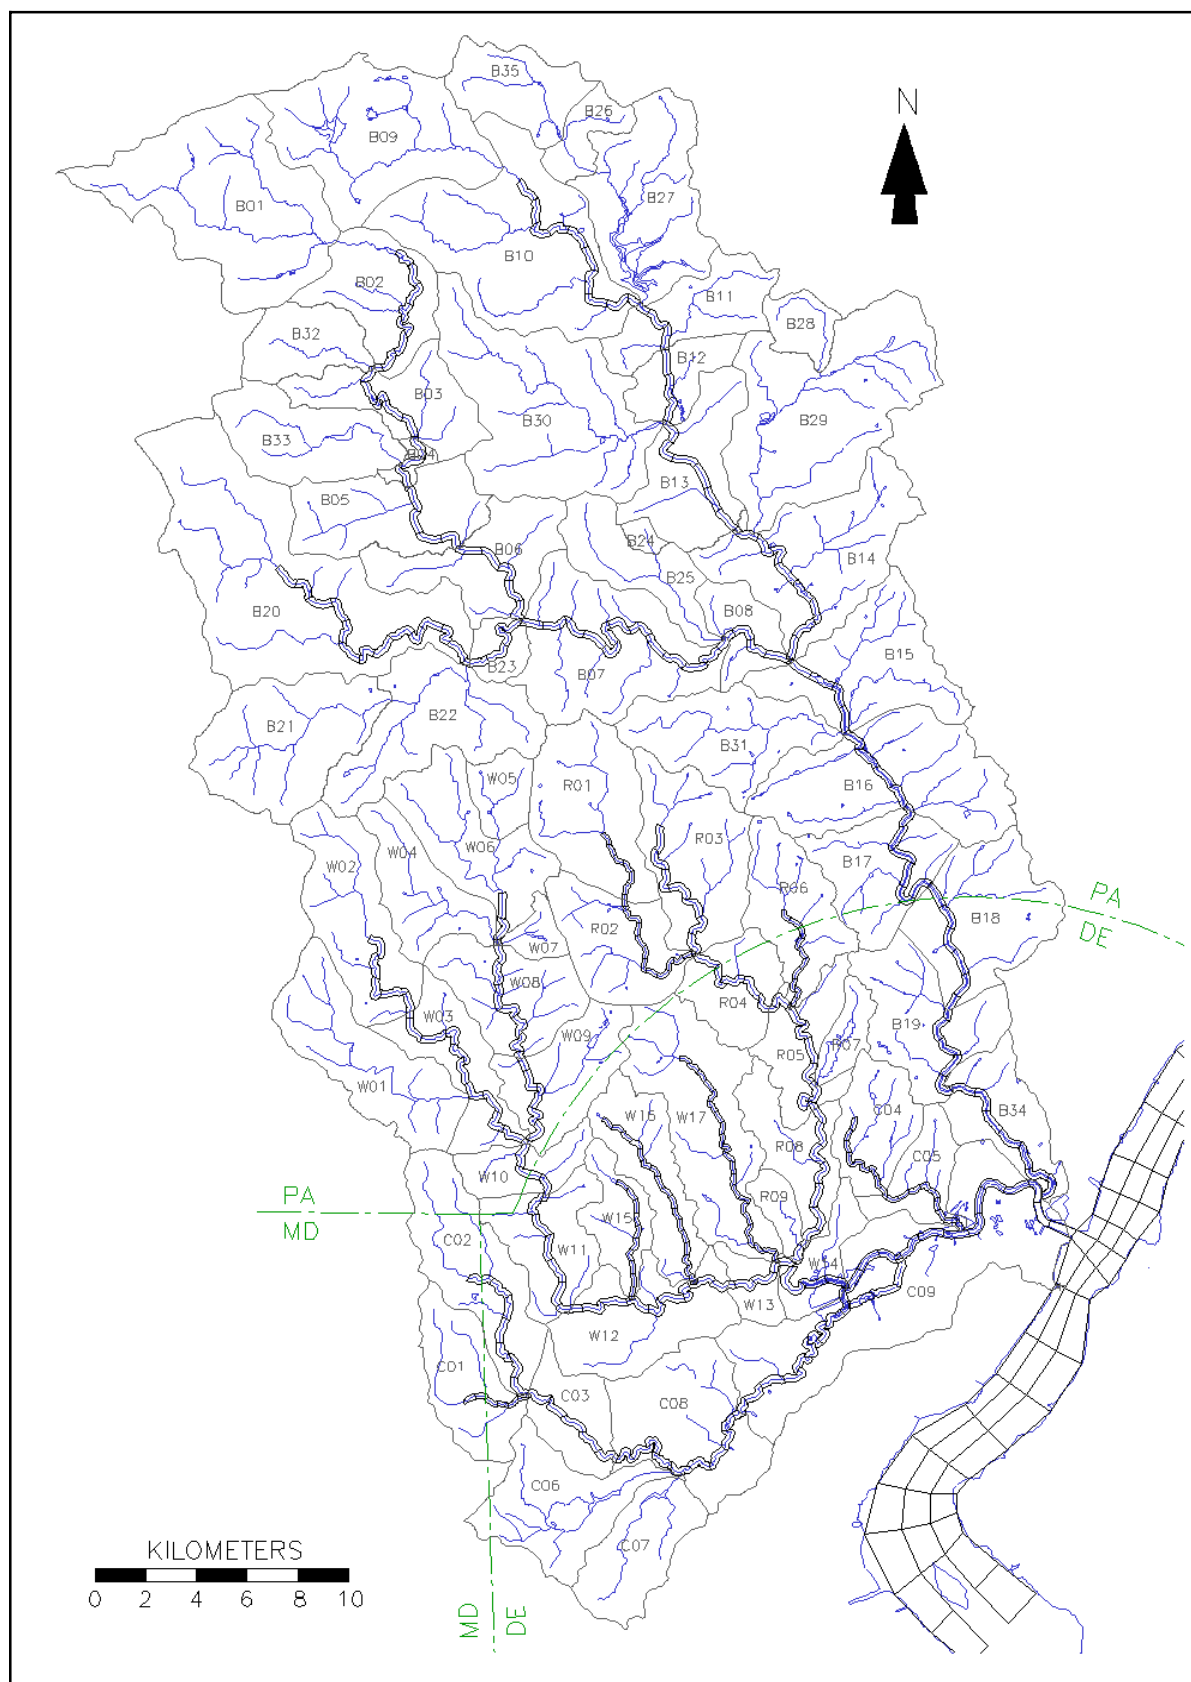 B35
N
B26
B09
B27
B01
B10
B02
B11
B28
B32
B12
B03
B29
B30
B33
B04
B05
B13
B24
B06
B14
B25
B20
B08
B15
B23
B07
B21
B22
B31
W05
B16
R01
R03
W04
W06
B17
W02
R06
PA
B18
R02
DE
W07
W08
R04
W03
B19
W09
R05
R07
W01
W16
W17
C04
B34
R08
C05
W10
R09
PA
MD
W15
C02
W11
W14
C09
W13
W12
C01
C03
C08
C06
C07
KILOMETERS
0 2 4 6 8 10
MD
DE